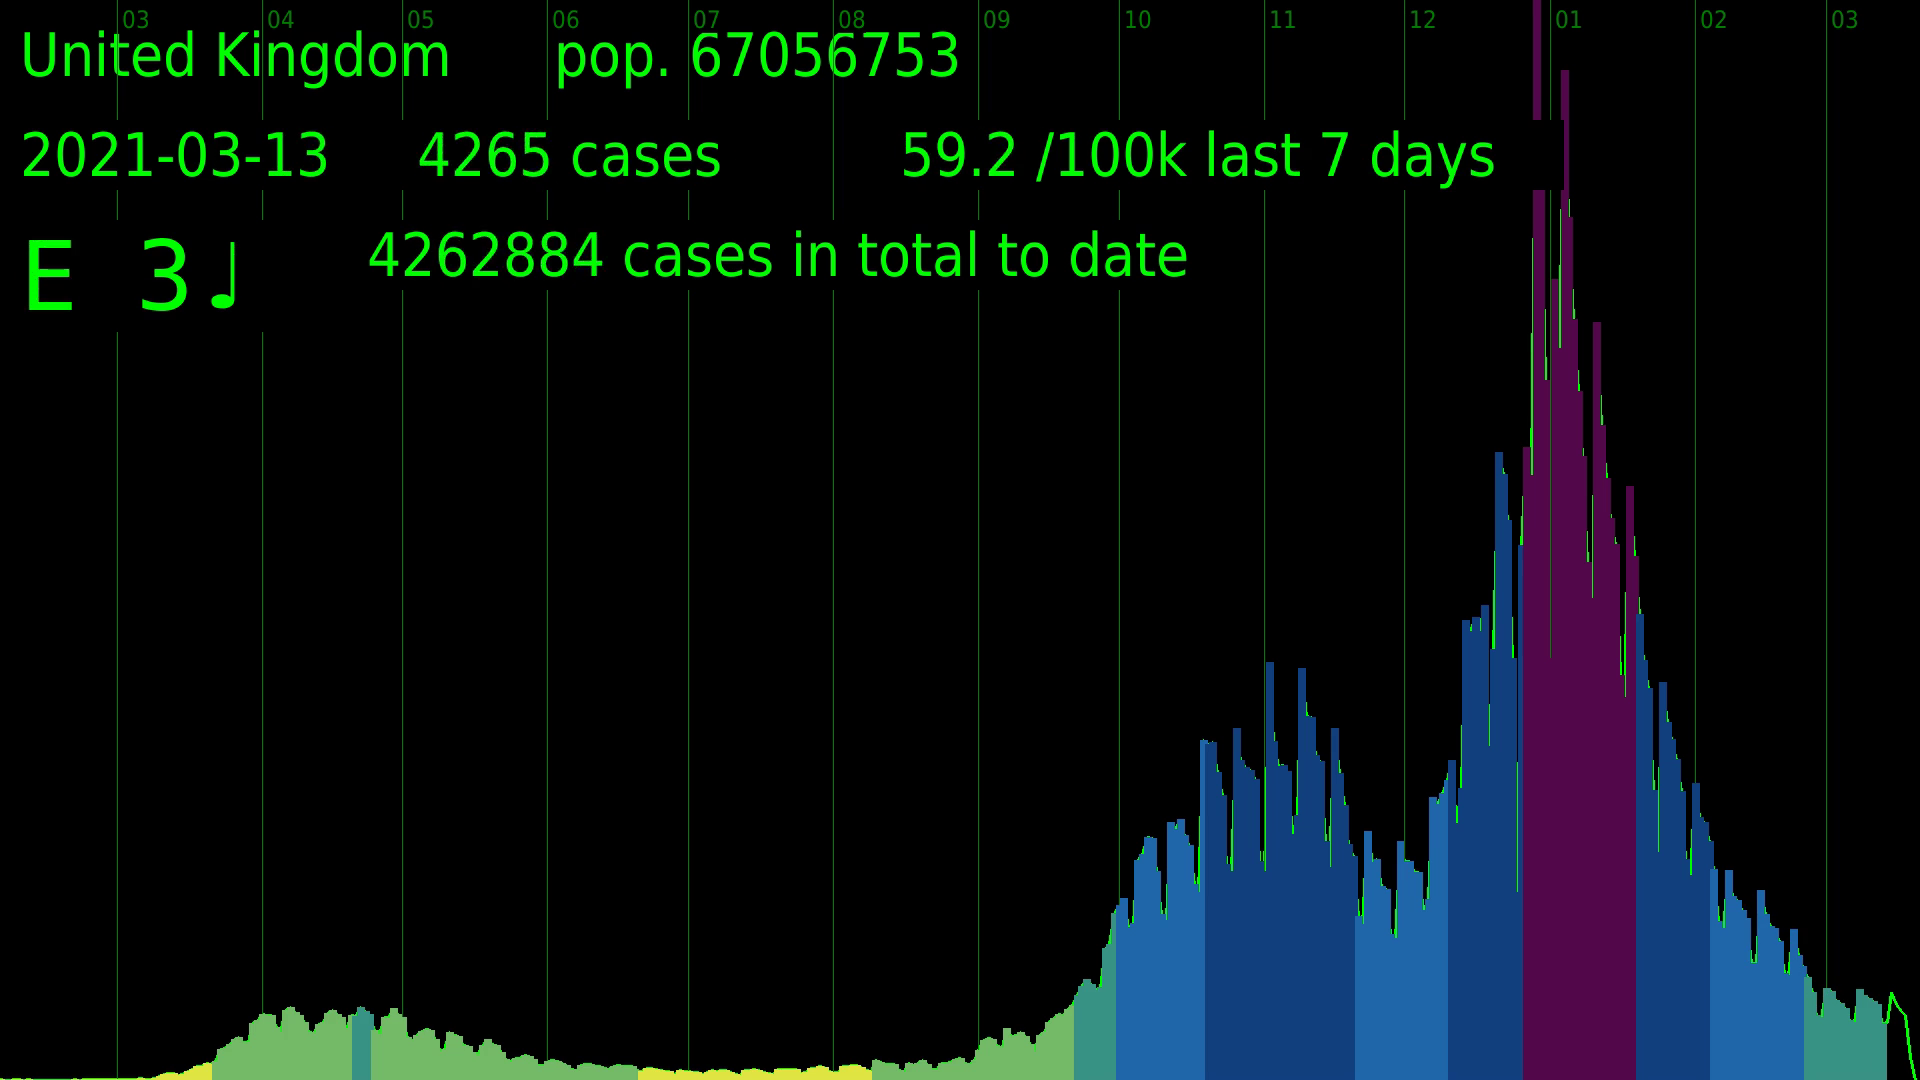 03 04 05 06 07 08 09 10 11 12 01 02 03
United Kingdom pop. 67056753
2021-03-13 4265 cases 59.2 /100k last 7 days
E 3♩ 4262884 cases in total to date